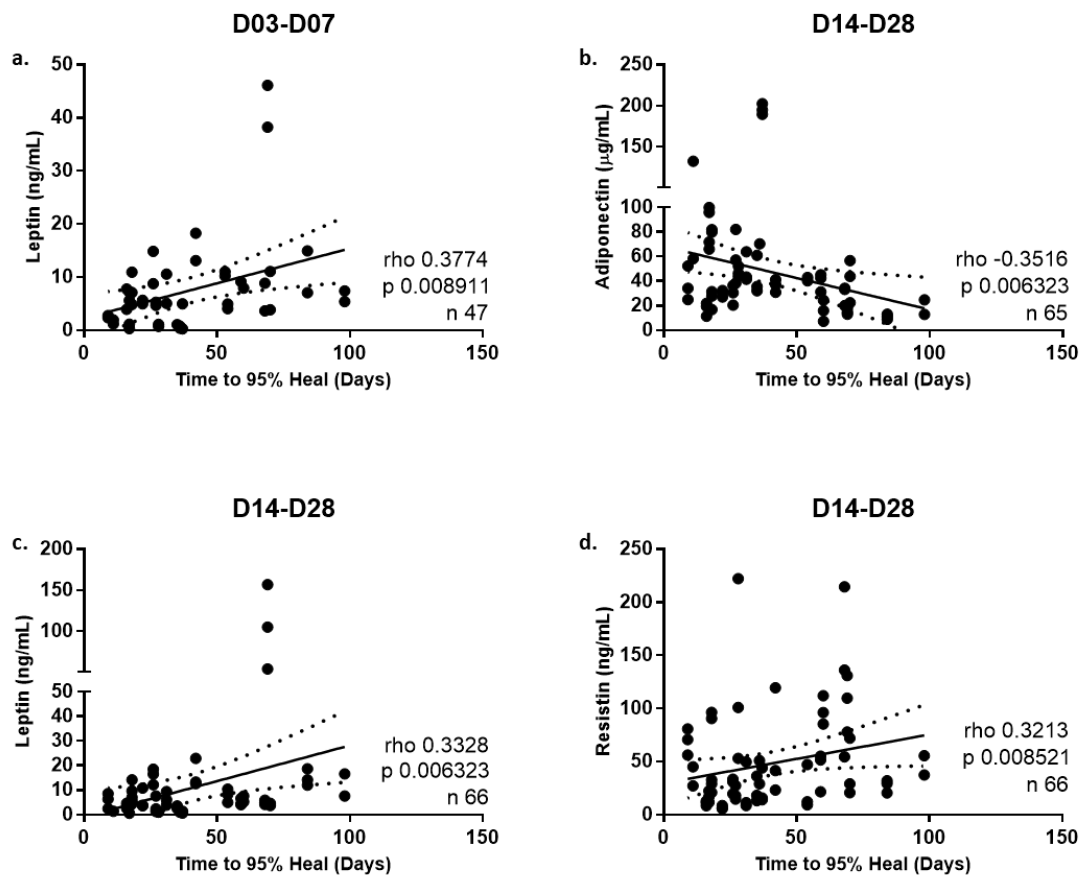 D03-D07
a.
50
40
30
20
10
0
Leptin (ng/mL)
0 50 100 150
Time to 95% Heal (Days)
rho 0.3774
p 0.008911
n 47
D14-D28
b.
250
200
150
100
80
60
40
20
0
Adiponectin (μg/mL)
0 50 100 150
Time to 95% Heal (Days)
rho -0.3516
p 0.006323
n 65
D14-D28
c.
200
150
100
50
40
30
20
10
0
Leptin (ng/mL)
0 50 100 150
Time to 95% Heal (Days)
rho 0.3328
p 0.006323
n 66
D14-D28
d.
250
200
150
100
50
0
Resistin (ng/mL)
0 50 100 150
Time to 95% Heal (Days)
rho 0.3213
p 0.008521
n 66